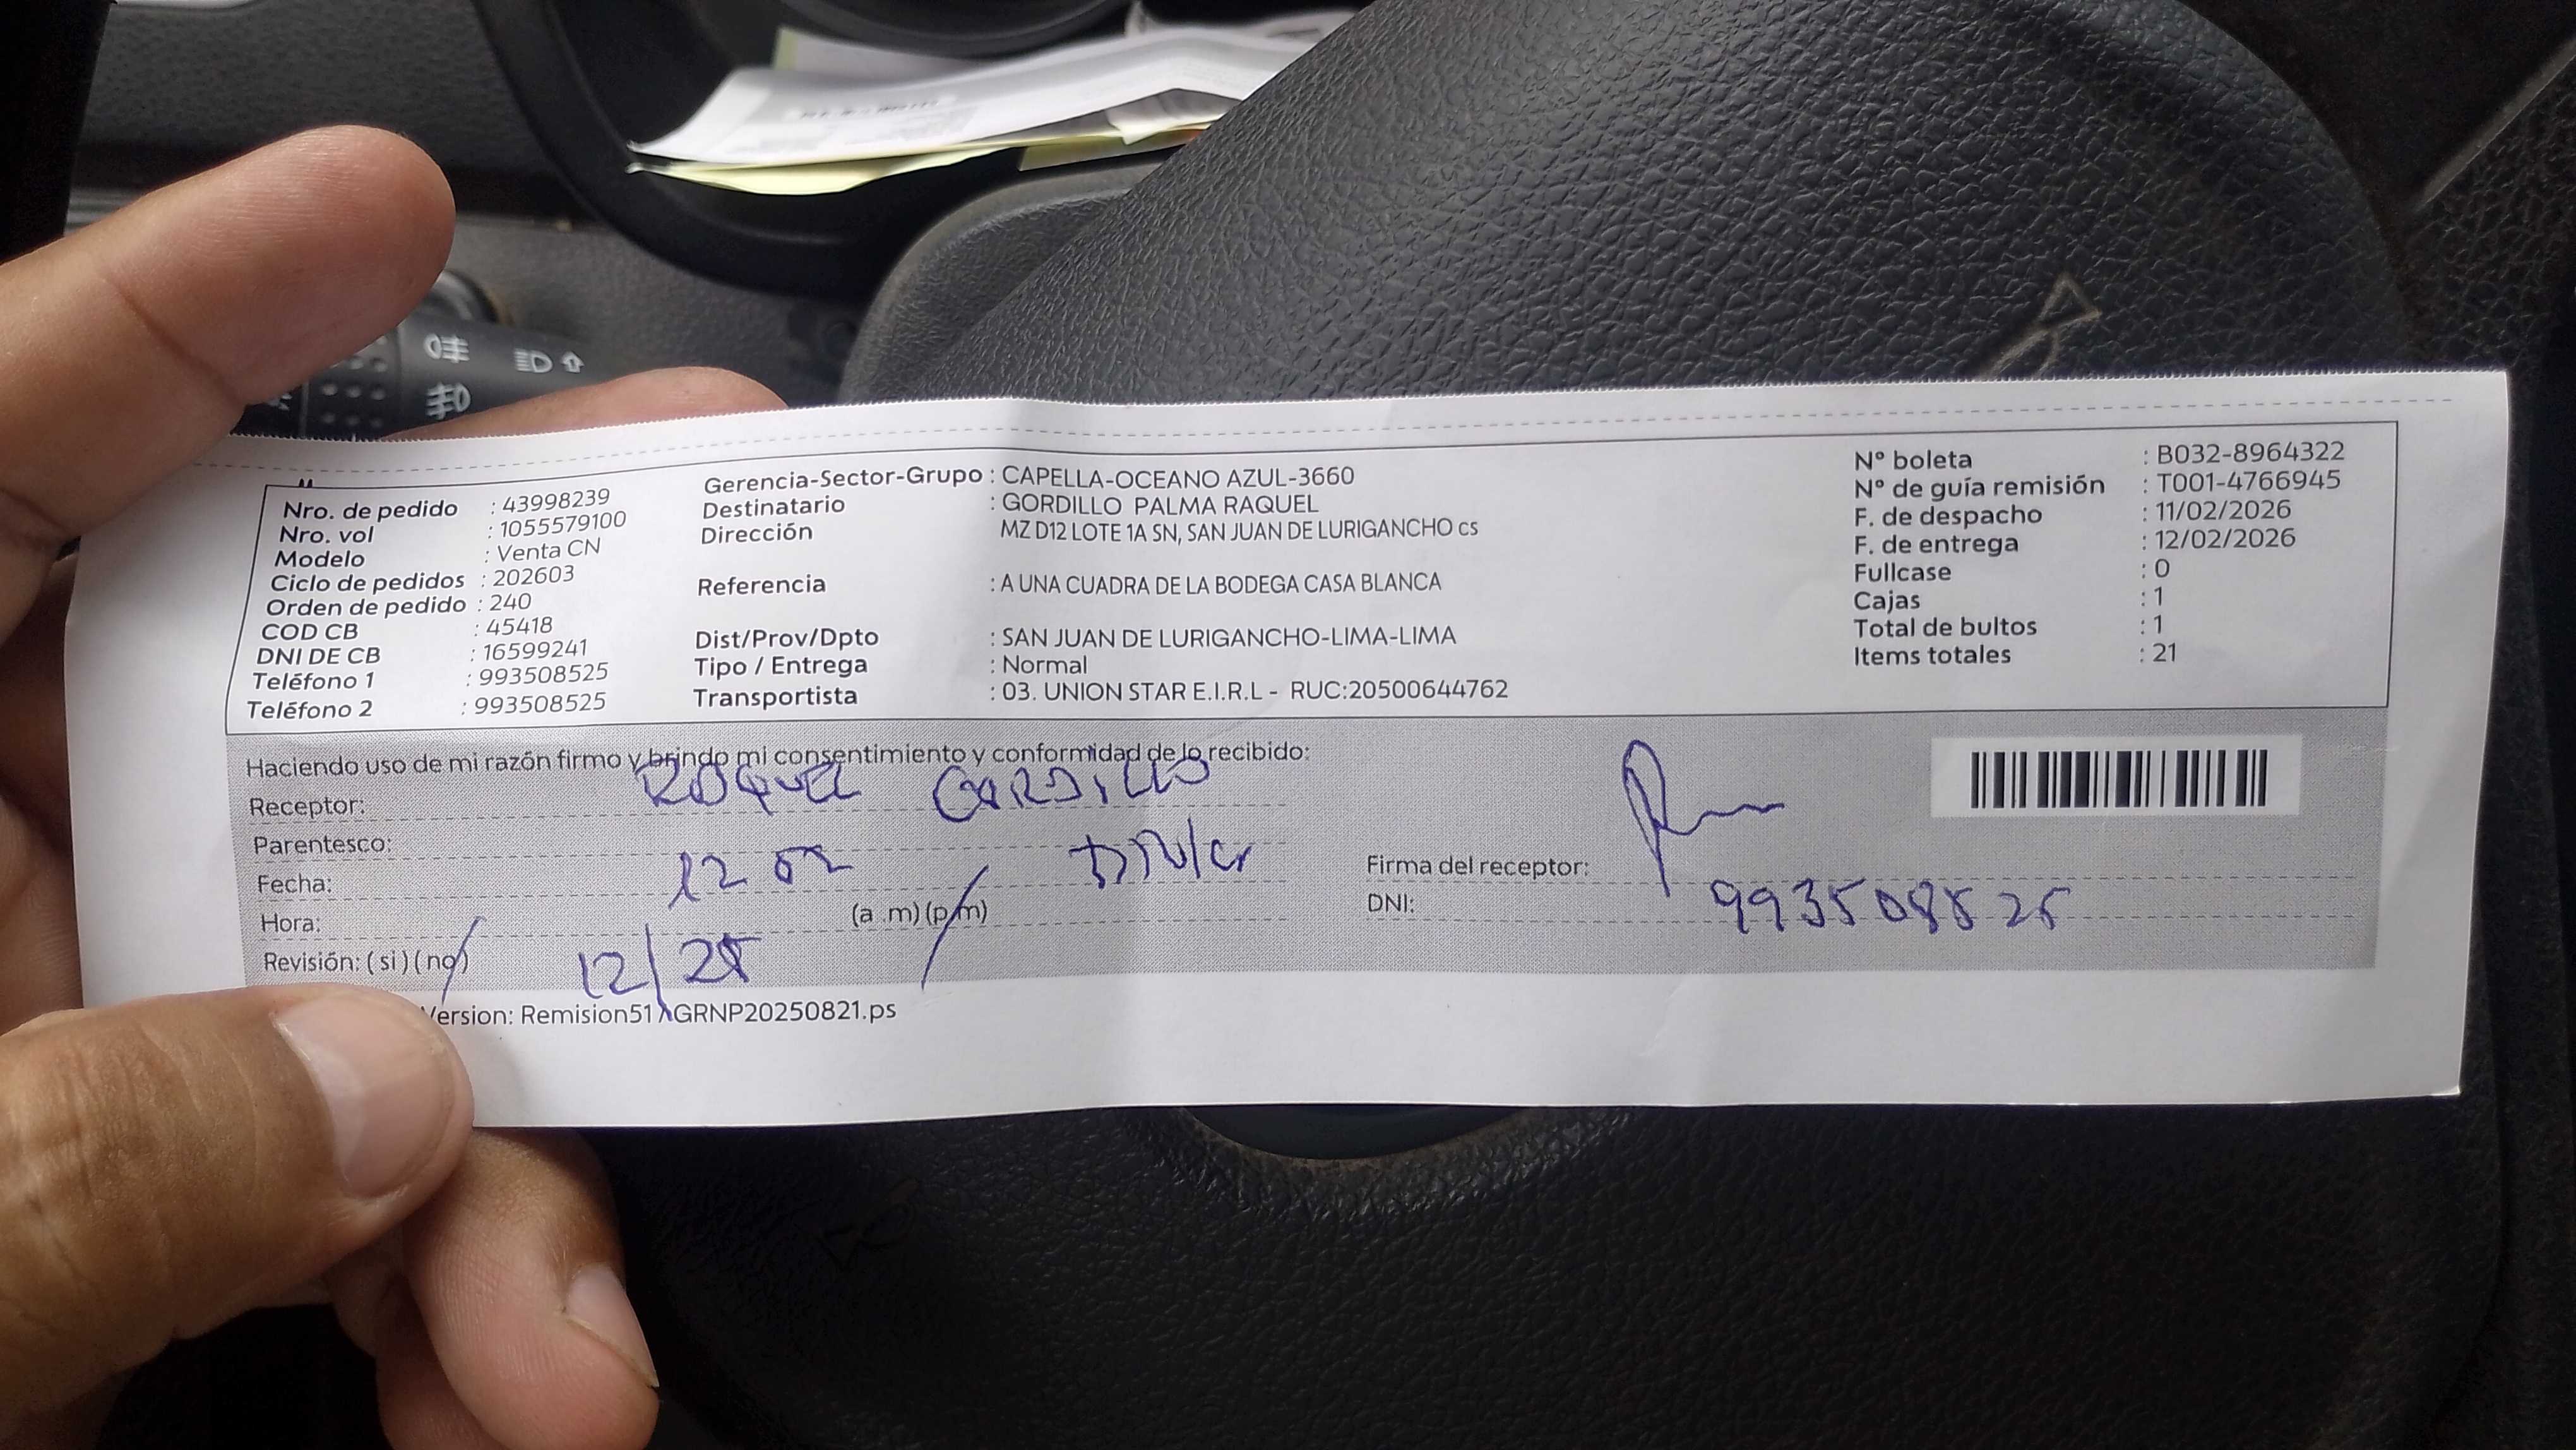 Nro. de pedido : 43998239
Nro. vol : 1055579100
Modelo : Venta CN
Ciclo de pedidos : 202603
Orden de pedido : 240
COD CB : 45418
DNI DE CB : 16599241
Teléfono 1 : 993508525
Teléfono 2 : 993508525
Gerencia-Sector-Grupo : CAPELLA-OCEANO AZUL-3660
Destinatario : GORDILLO PALMA RAQUEL
Dirección MZ D12 LOTE 1A SN, SAN JUAN DE LURIGANCHO cs
Referencia : A UNA CUADRA DE LA BODEGA CASA BLANCA
Dist/Prov/Dpto : SAN JUAN DE LURIGANCHO-LIMA-LIMA
Tipo / Entrega : Normal
Transportista : 03. UNION STAR E.I.R.L - RUC:20500644762
N° boleta : B032-8964322
N° de guía remisión : T001-4766945
F. de despacho : 11/02/2026
F. de entrega : 12/02/2026
Fullcase : 0
Cajas : 1
Total de bultos : 1
Items totales : 21
Haciendo uso de mi razón firmo y brindo mi consentimiento y conformidad de lo recibido:
Receptor: RAQUEL GORDILLO
Parentesco:
Fecha: 12 02
Hora: (a .m) (p.m)
Revisión: ( si ) ( no )
Firma del receptor:
DNI: 993508525
Version: Remision51 GRNP20250821.ps